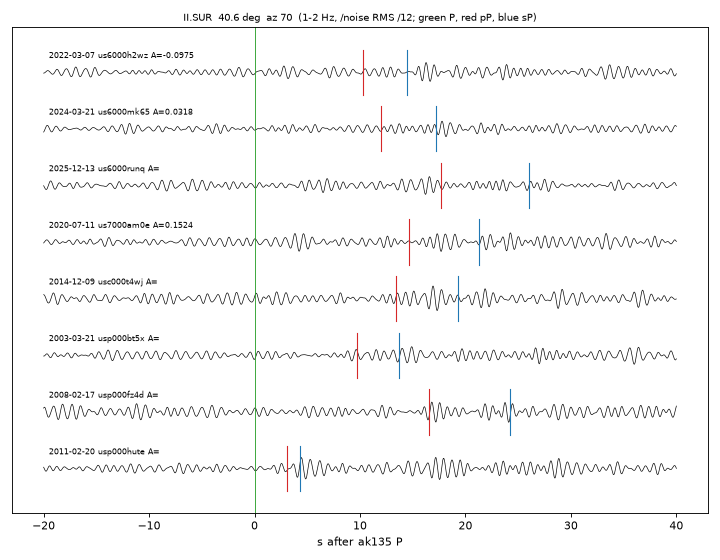 II.SUR  40.6 deg  az 70  (1-2 Hz, /noise RMS /12; green P, red pP, blue sP)
2022-03-07 us6000h2wz A=-0.0975
2024-03-21 us6000mk65 A=0.0318
2025-12-13 us6000runq A=
2020-07-11 us7000am0e A=0.1524
2014-12-09 usc000t4wj A=
2003-03-21 usp000bt5x A=
2008-02-17 usp000fz4d A=
2011-02-20 usp000hute A=
−20 −10 0 10 20 30 40
s after ak135 P